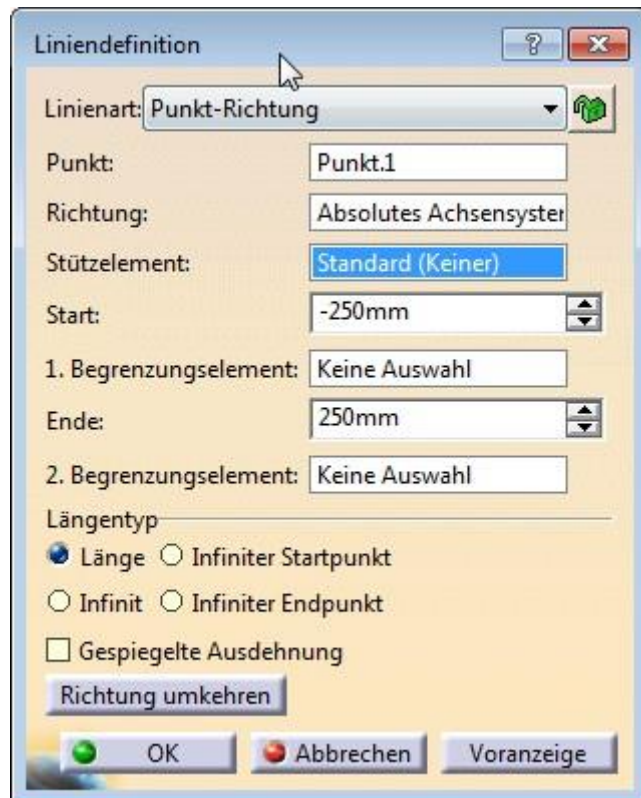 Liniendefinition
?
Linienart: Punkt-Richtung
Punkt: Punkt.1
Richtung: Absolutes Achsensyster
Stützelement: Standard (Keiner)
Start: -250mm
1. Begrenzungselement: Keine Auswahl
Ende: 250mm
2. Begrenzungselement: Keine Auswahl
Längentyp
Länge Infiniter Startpunkt
Infinit Infiniter Endpunkt
Gespiegelte Ausdehnung
Richtung umkehren
OK Abbrechen Voranzeige